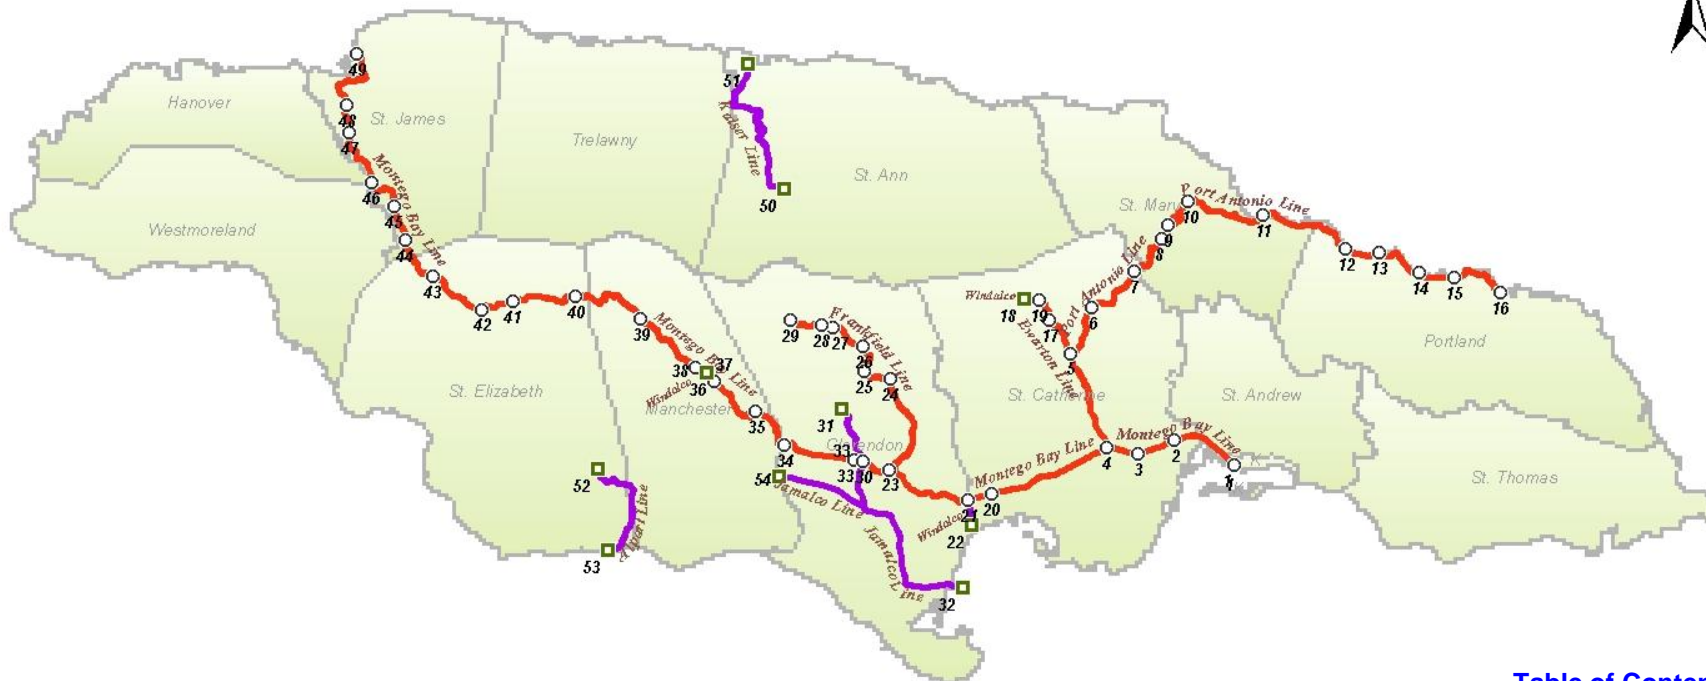 49
51
Hanover
St. James
48
47
Trelawny
Kaiser Line
St. Ann
Montego Bay Line
46
45
50
Westmoreland
44
43
42
41
40
St. Mary
10
Port Antonio Line
11
9
8
12
13
14
15
16
Port Antonio Line
7
Windalco
18
19
17
6
Ewarton Line
5
Portland
39
Montego Bay Line
29
28
27
Frankfield Line
26
25
24
38
37
36
Windalco
Manchester
St. Elizabeth
St. Catherine
St. Andrew
35
31
Clarendon
34
33
33
30
23
Montego Bay Line
4
Montego Bay Line
3
2
1
St. Thomas
54
Jamalco Line
Jamalco Line
21
20
Windalco
22
52
Alpart Line
53
32